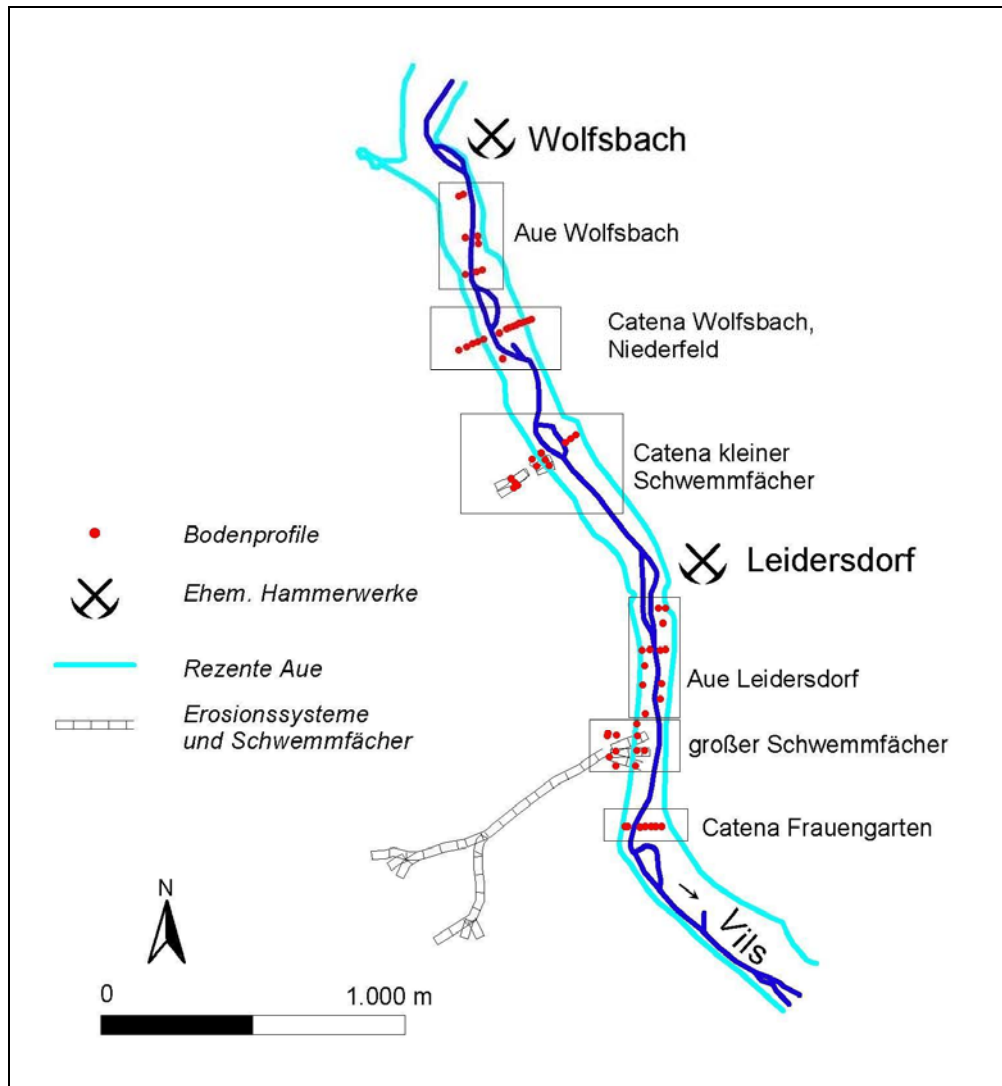 Wolfsbach
Aue Wolfsbach
Catena Wolfsbach,
Niederfeld
Catena kleiner
Schwemmfächer
Bodenprofile
Leidersdorf
Ehem. Hammerwerke
Rezente Aue
Aue Leidersdorf
Erosionssysteme
und Schwemmfächer
großer Schwemmfächer
Catena Frauengarten
N
Vils
0 1.000 m